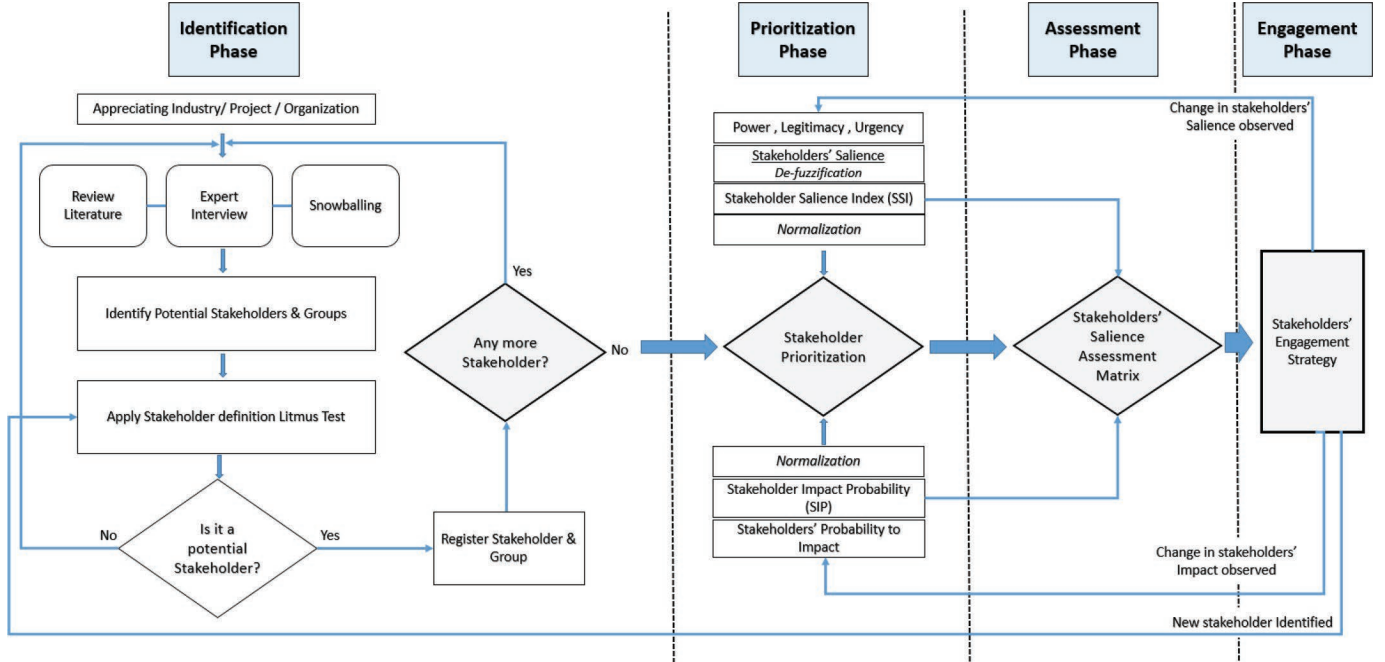 Identification
Phase
Prioritization
Phase
Assessment
Phase
Engagement
Phase
Appreciating Industry/ Project / Organization
Review
Literature
Expert
Interview
Snowballing
Identify Potential Stakeholders & Groups
Apply Stakeholder definition Litmus Test
Is it a
potential
Stakeholder?
No
Yes
Register Stakeholder &
Group
Any more
Stakeholder?
Yes
No
Power , Legitimacy , Urgency
Stakeholders' Salience
De-fuzzification
Stakeholder Salience Index (SSI)
Normalization
Stakeholder
Prioritization
Normalization
Stakeholder Impact Probability
(SIP)
Stakeholders' Probability to
Impact
Stakeholders'
Salience
Assessment
Matrix
Change in stakeholders'
Salience observed
Stakeholders'
Engagement
Strategy
Change in stakeholders'
Impact observed
New stakeholder Identified